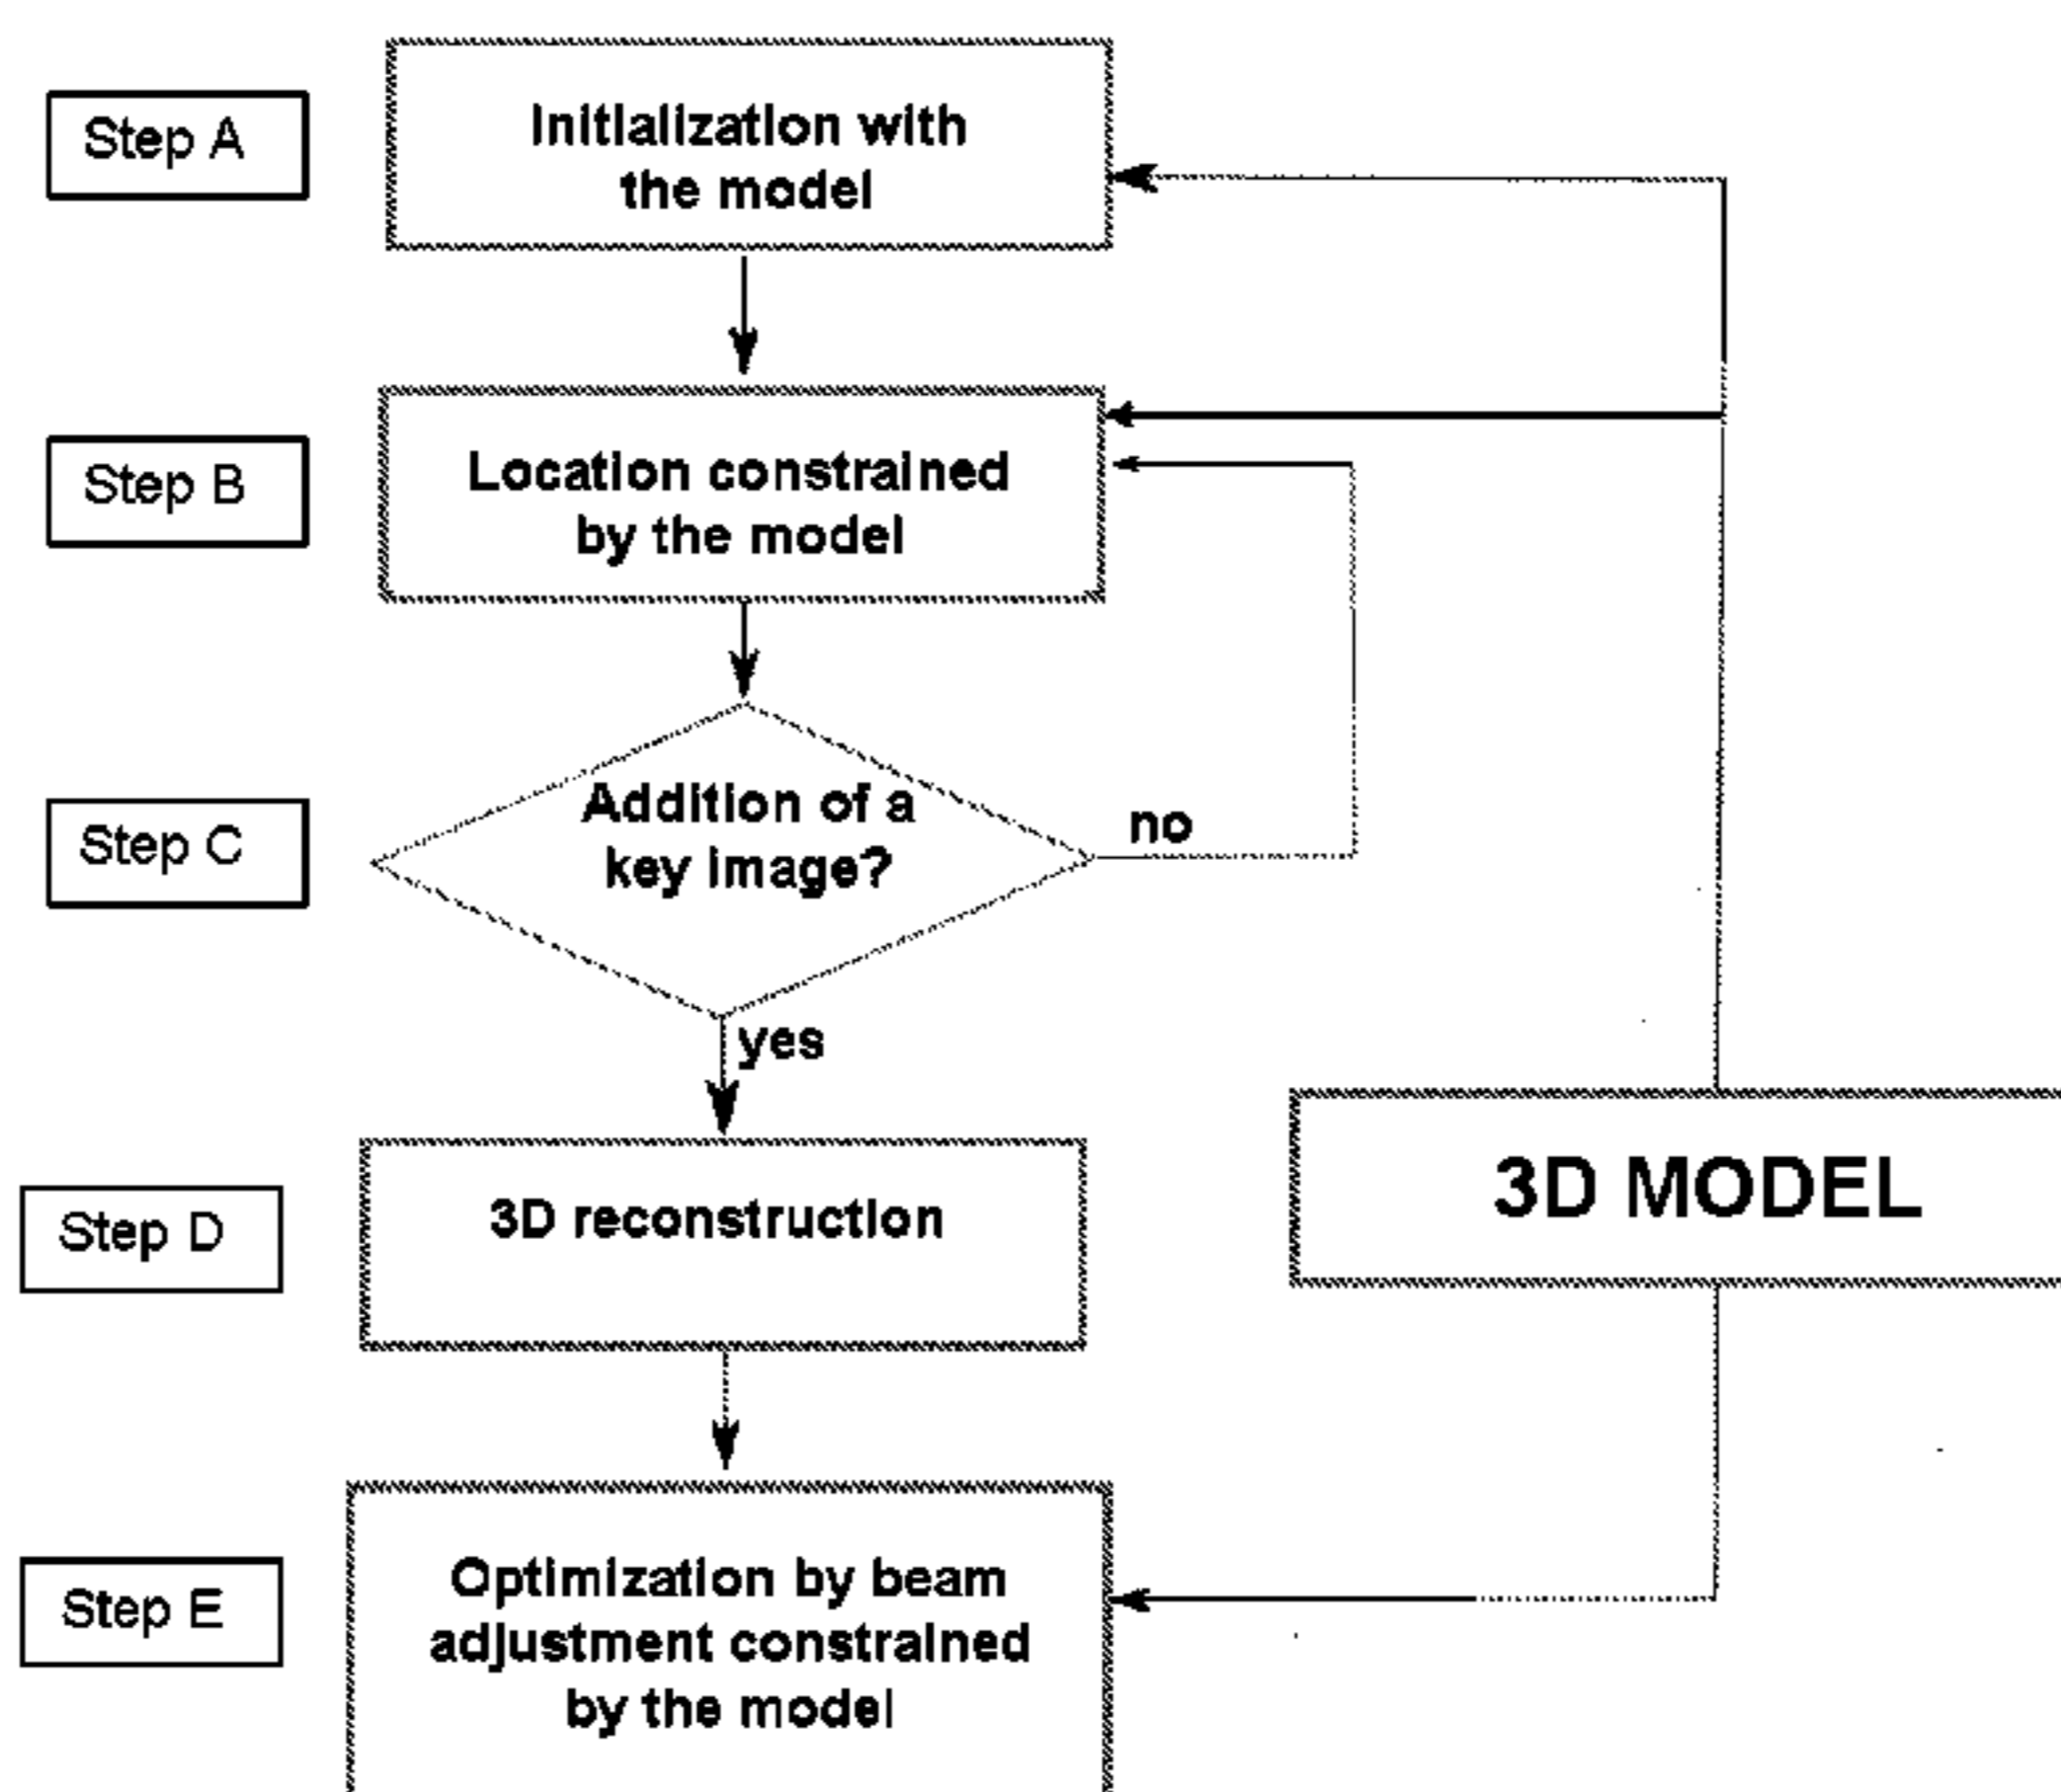 Step A
Initialization with
the model
Step B
Location constrained
by the model
Step C
Addition of a
key image?
no
yes
Step D
3D reconstruction
3D MODEL
Step E
Optimization by beam
adjustment constrained
by the model